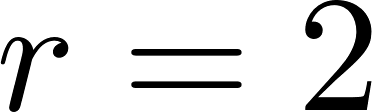 r = 2